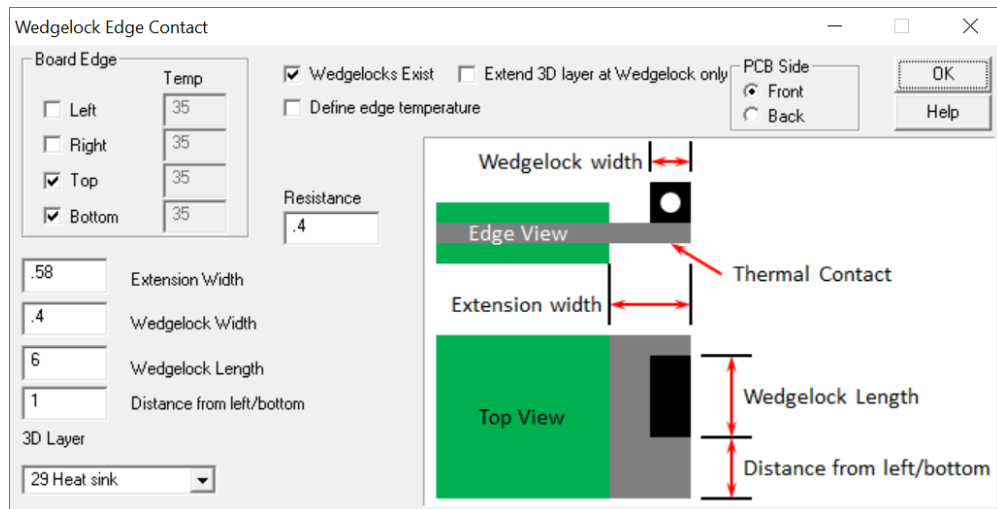 Wedgelock Edge Contact
Board Edge
Temp
Left 35
Right 35
Top 35
Bottom 35
Wedgelocks Exist
Extend 3D layer at Wedgelock only
Define edge temperature
PCB Side
Front
Back
OK
Help
Resistance
.4
.58 Extension Width
.4 Wedgelock Width
6 Wedgelock Length
1 Distance from left/bottom
3D Layer
29 Heat sink
Wedgelock width
Edge View
Thermal Contact
Extension width
Top View
Wedgelock Length
Distance from left/bottom